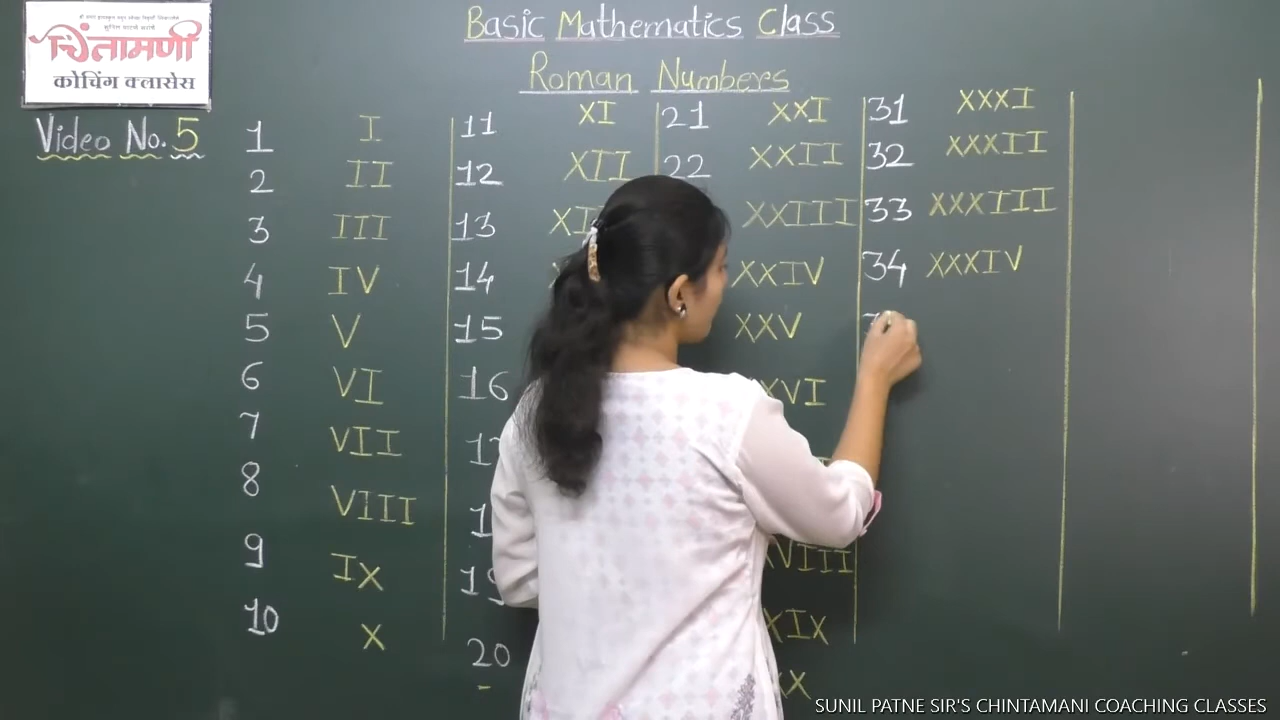 चिंतामणी
कोचिंग क्लासेस
Basic Mathematics Class
Roman Numbers
Video No. 5
1 I
2 II
3 III
4 IV
5 V
6 VI
7 VII
8 VIII
9 IX
10 X
11 XI
12 XII
13
14
15
16
20
21 XXI
22 XXII
XXIII
XXIV
XXV
31 XXXI
32 XXXII
33 XXXIII
34 XXXIV
SUNIL PATNE SIR'S CHINTAMANI COACHING CLASSES